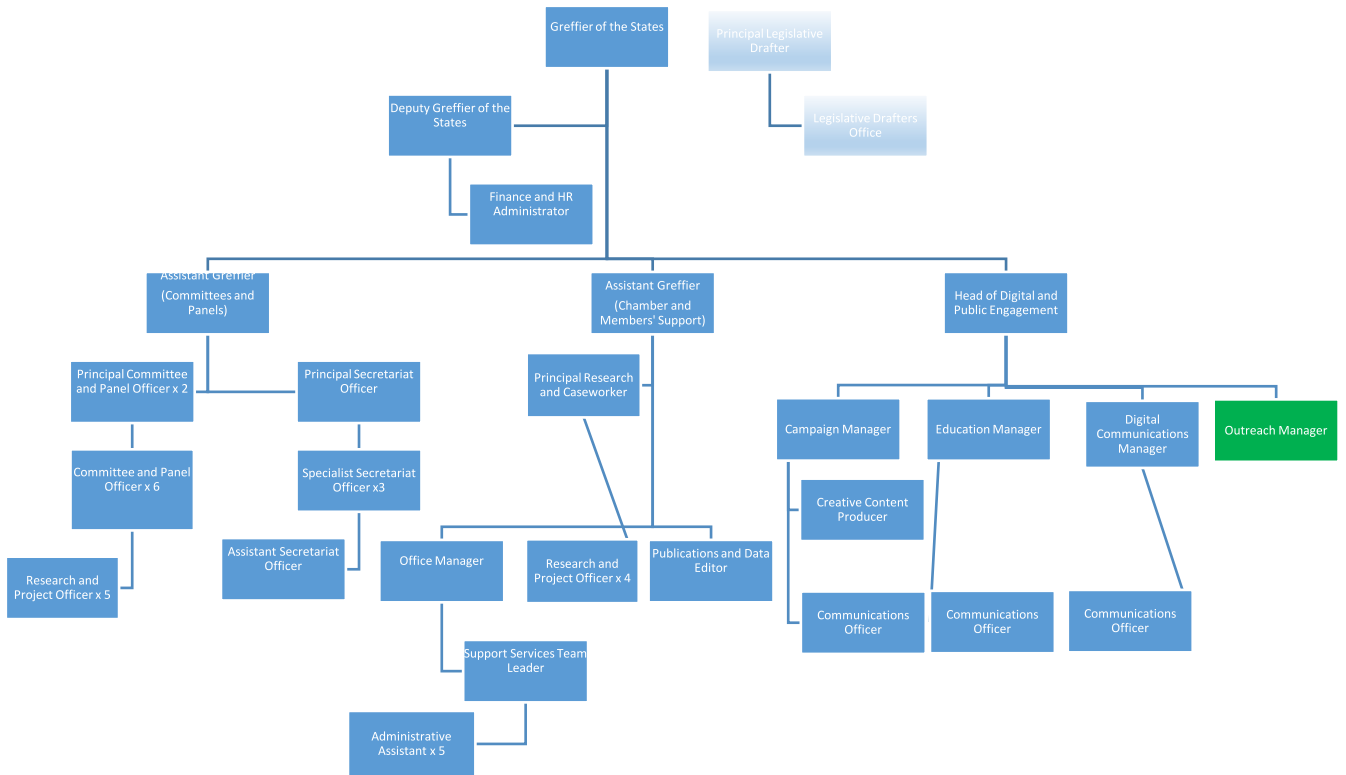 Greffier of the States
Principal Legislative
Drafter
Deputy Greffier of the
States
Legislative Drafters
Office
Finance and HR
Administrator
Assistant Greffier
(Committees and
Panels)
Assistant Greffier
(Chamber and
Members' Support)
Head of Digital and
Public Engagement
Principal Committee
and Panel Officer x 2
Principal Secretariat
Officer
Principal Research
and Caseworker
Campaign Manager
Education Manager
Digital
Communications
Manager
Outreach Manager
Committee and Panel
Officer x 6
Specialist Secretariat
Officer x3
Creative Content
Producer
Assistant Secretariat
Officer
Office Manager
Research and
Project Officer x 4
Publications and Data
Editor
Research and
Project Officer x 5
Communications
Officer
Communications
Officer
Communications
Officer
Support Services Team
Leader
Administrative
Assistant x 5